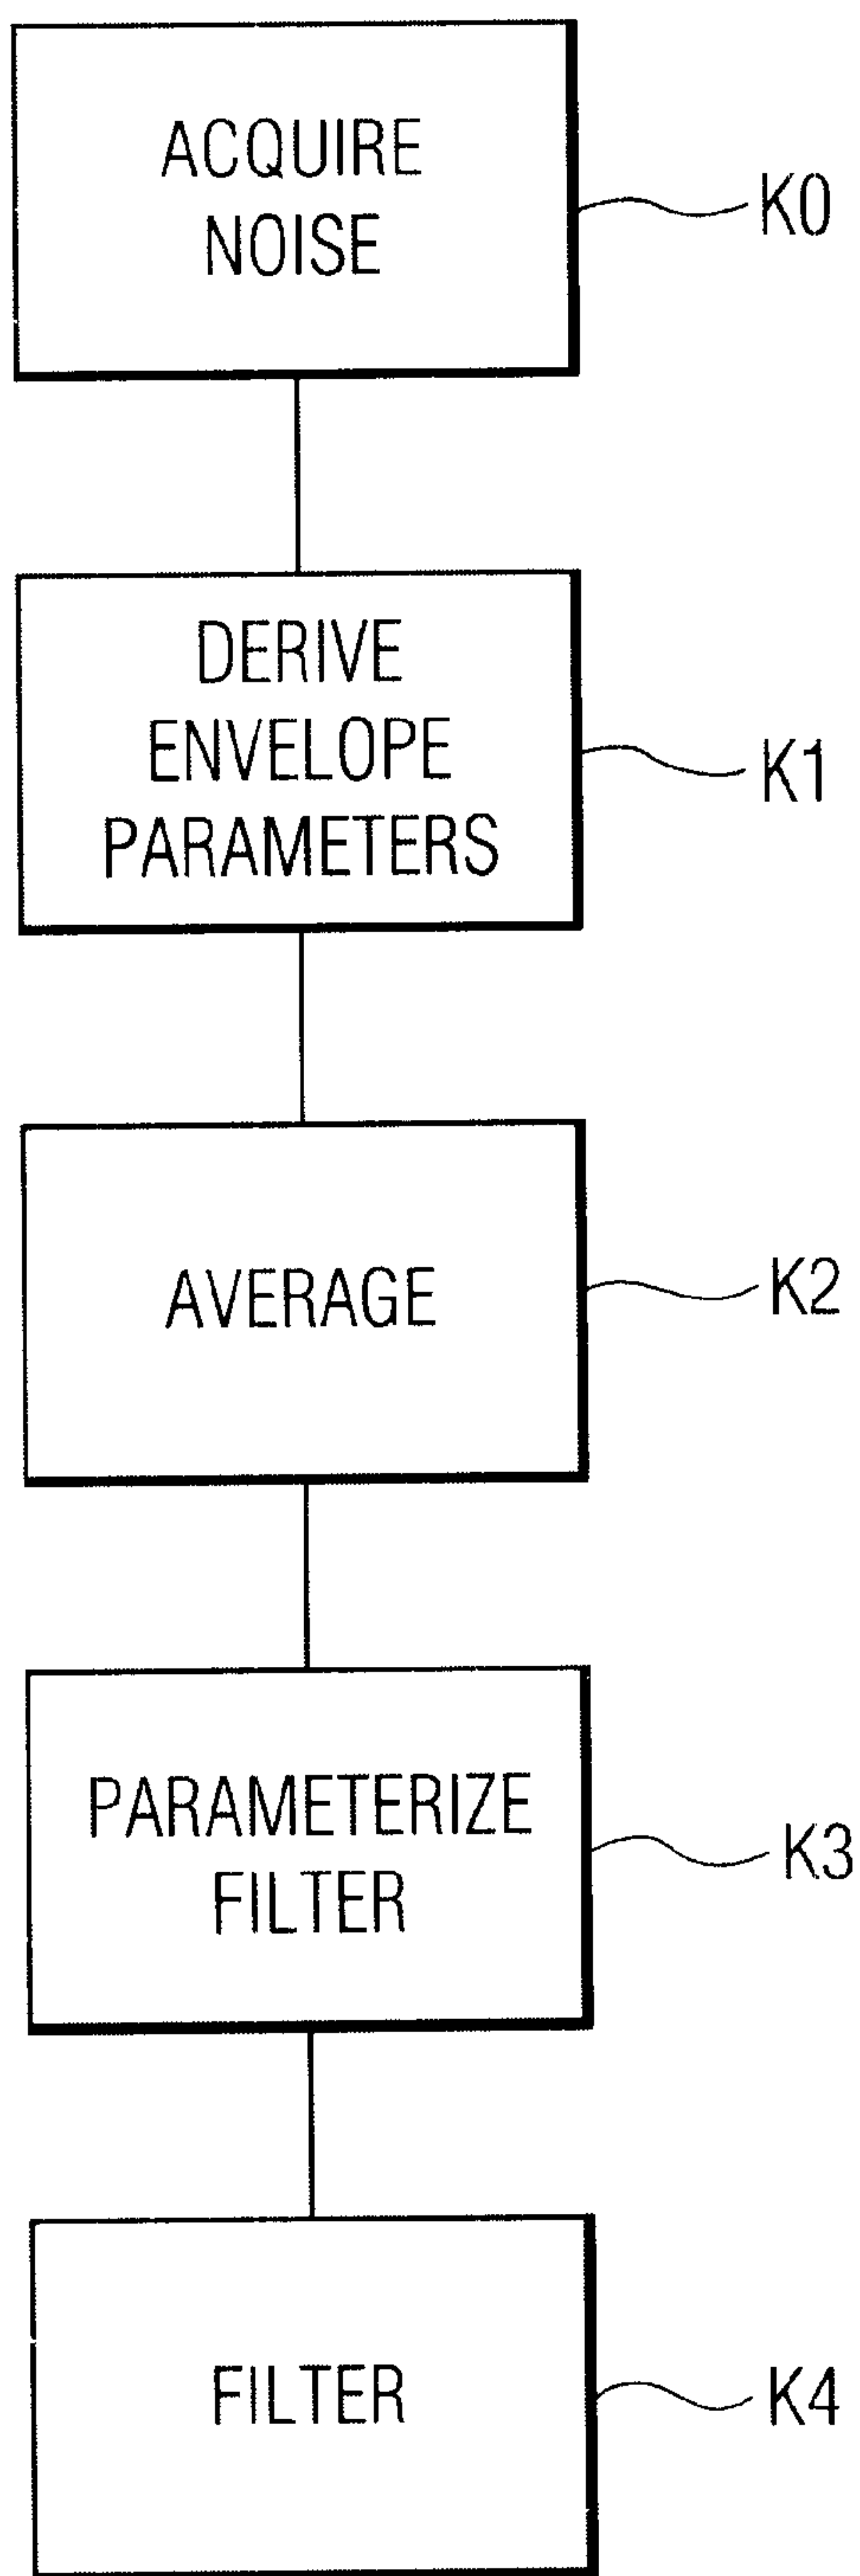 ACQUIRE
NOISE
K0
DERIVE
ENVELOPE
PARAMETERS
K1
AVERAGE
K2
PARAMETERIZE
FILTER
K3
FILTER
K4